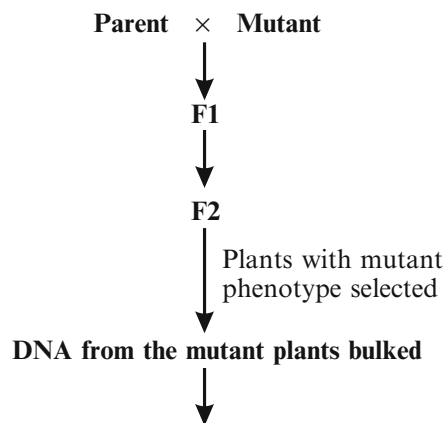 Parent × Mutant
F1
F2
Plants with mutant
phenotype selected
DNA from the mutant plants bulked